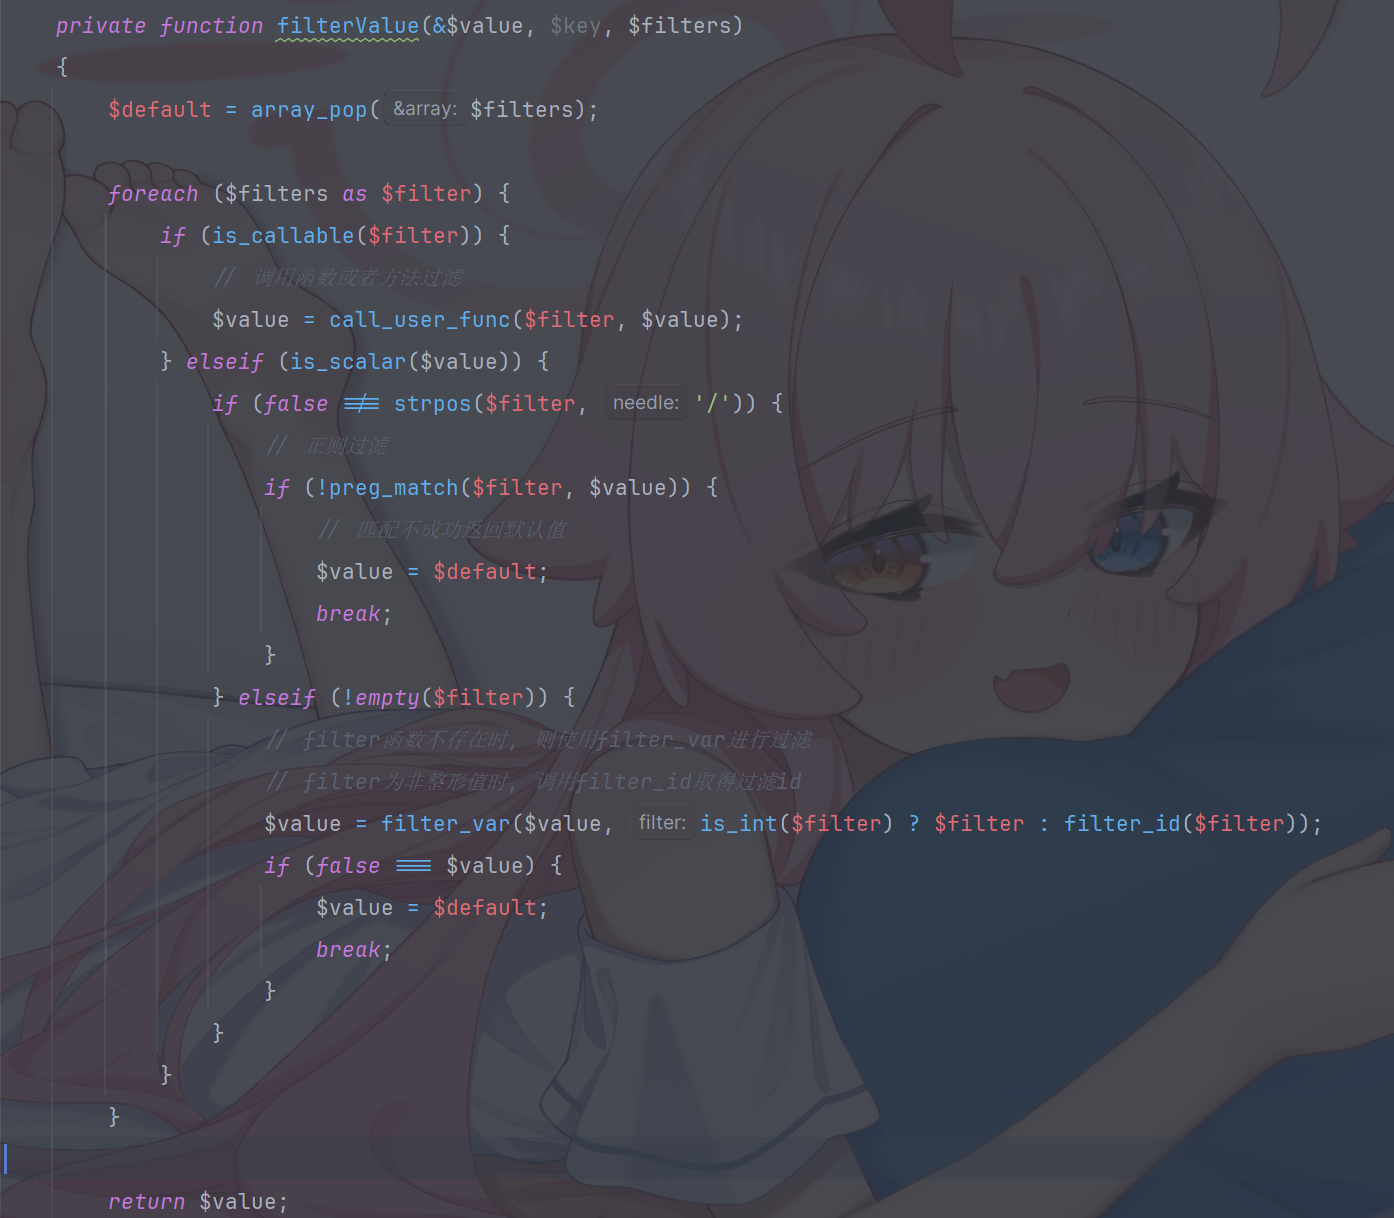 private function filterValue(&$value, $key, $filters)
{
$default = array_pop( &array: $filters);
foreach ($filters as $filter) {
if (is_callable($filter)) {
// 调用函数或者方法过滤
$value = call_user_func($filter, $value);
} elseif (is_scalar($value)) {
if (false !== strpos($filter, needle: '/')) {
// 正则过滤
if (!preg_match($filter, $value)) {
// 匹配不成功返回默认值
$value = $default;
break;
}
} elseif (!empty($filter)) {
// filter函数不存在时, 则使用filter_var进行过滤
// filter为非整形值时, 调用filter_id取得过滤id
$value = filter_var($value, filter: is_int($filter) ? $filter : filter_id($filter));
if (false === $value) {
$value = $default;
break;
}
}
}
}
return $value;